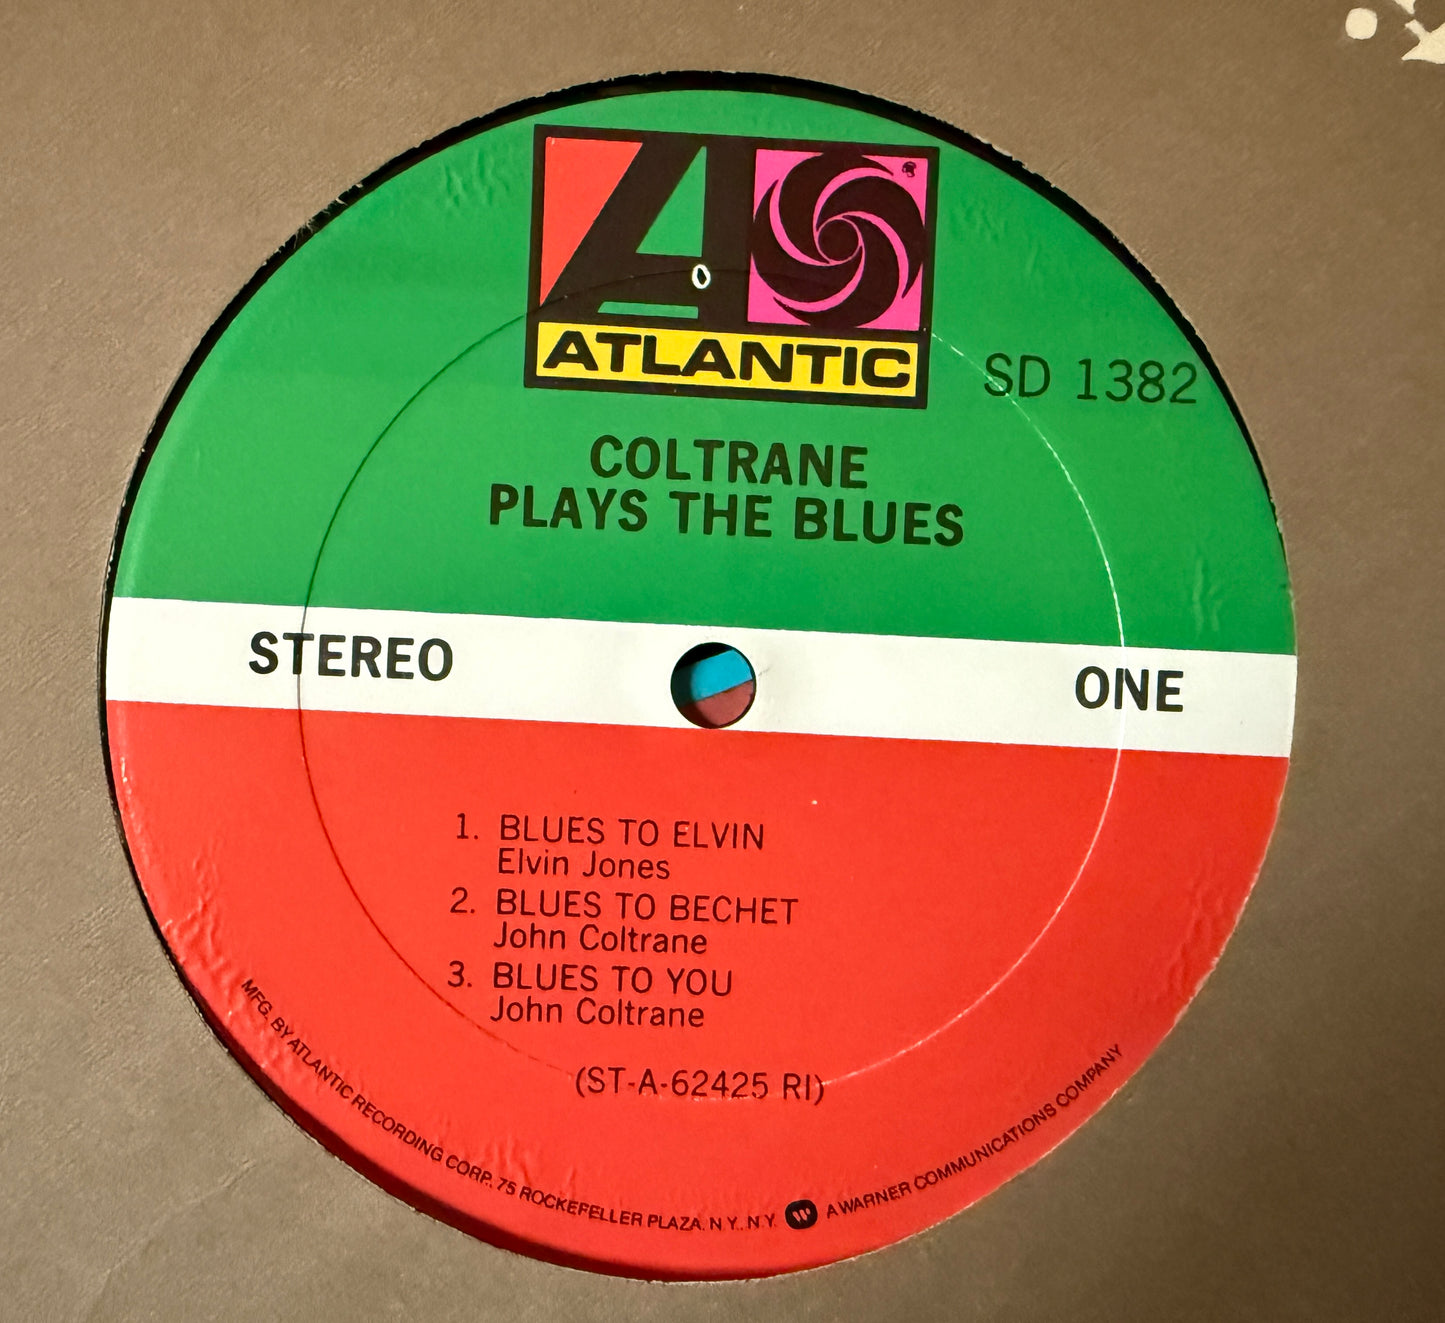 ATLANTIC
SD 1382
COLTRANE
PLAYS THE BLUES
STEREO
ONE
1. BLUES TO ELVIN
Elvin Jones
2. BLUES TO BECHET
John Coltrane
3. BLUES TO YOU
John Coltrane
(ST-A-62425 RI)
MFG. BY ATLANTIC RECORDING CORP., 75 ROCKEFELLER PLAZA, N.Y., N.Y. A WARNER COMMUNICATIONS COMPANY